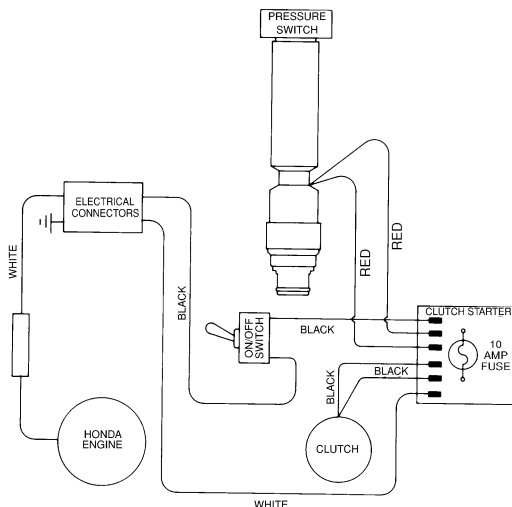 PRESSURE
SWITCH
ELECTRICAL
CONNECTORS
WHITE
BLACK
RED
RED
ON/OFF
SWITCH
BLACK
CLUTCH STARTER
10
AMP
FUSE
BLACK
BLACK
HONDA
ENGINE
CLUTCH
WHITE